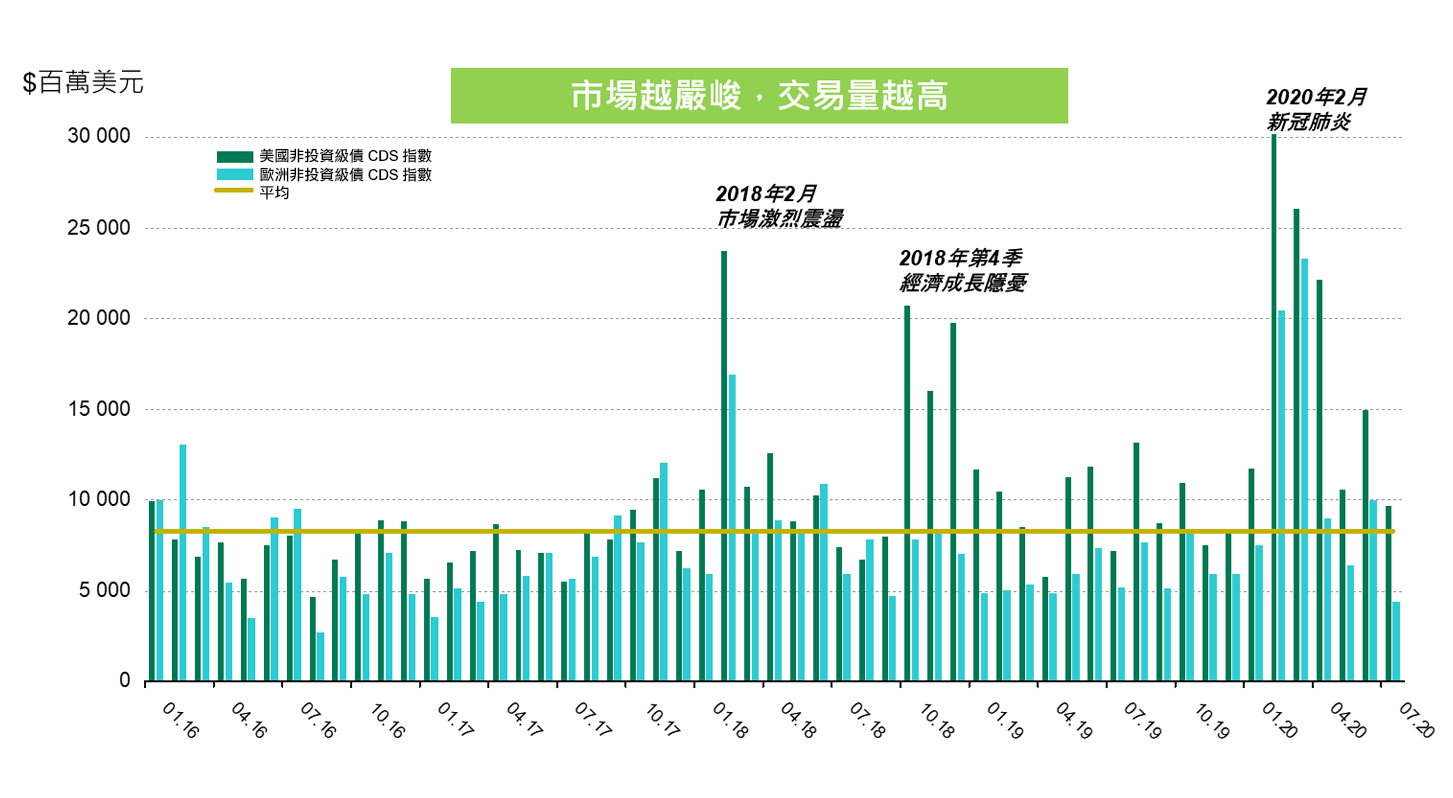 $百萬美元
市場越嚴峻，交易量越高
2020年2月
新冠肺炎
30 000
美國非投資級債 CDS 指數
歐洲非投資級債 CDS 指數
平均
2018年2月
市場激烈震盪
25 000
2018年第4季
經濟成長隱憂
20 000
15 000
10 000
5 000
0
01.16
04.16
07.16
10.16
01.17
04.17
07.17
10.17
01.18
04.18
07.18
10.18
01.19
04.19
07.19
10.19
01.20
04.20
07.20